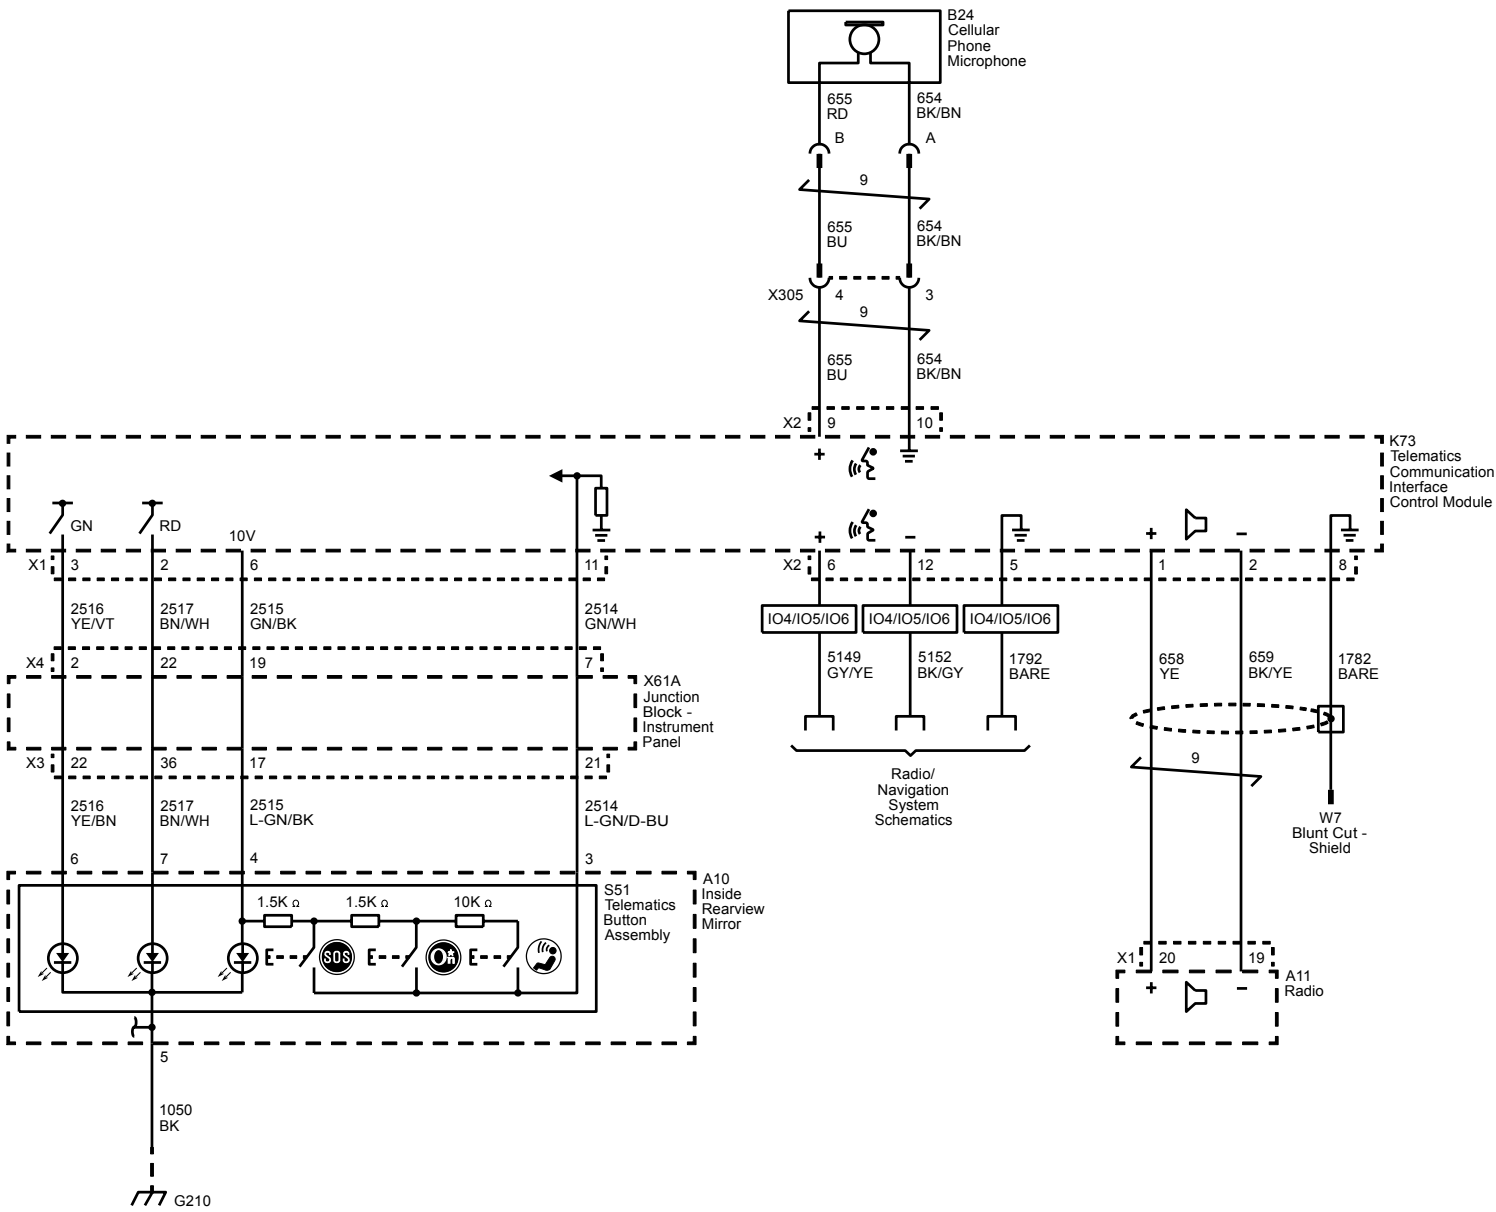 B24
Cellular
Phone
Microphone
655
RD
654
BK/BN
B
A
9
655
BU
654
BK/BN
X305
4
3
9
655
BU
654
BK/BN
X2
9
10
K73
Telematics
Communication
Interface
Control Module
+
GN
RD
10V
+
–
+
–
X1
3
2
6
11
X2
6
12
5
1
2
8
2516
YE/VT
2517
BN/WH
2515
GN/BK
2514
GN/WH
IO4/IO5/IO6
IO4/IO5/IO6
IO4/IO5/IO6
X4
2
22
19
7
5149
GY/YE
5152
BK/GY
1792
BARE
658
YE
659
BK/YE
1782
BARE
X61A
Junction
Block -
Instrument
Panel
X3
22
36
17
21
9
Radio/
Navigation
System
Schematics
2516
YE/BN
2517
BN/WH
2515
L-GN/BK
2514
L-GN/D-BU
W7
Blunt Cut -
Shield
6
7
4
3
A10
Inside
Rearview
Mirror
S51
Telematics
Button
Assembly
1.5K Ω
1.5K Ω
10K Ω
SOS
On
X1
20
19
A11
Radio
+
–
5
1050
BK
G210